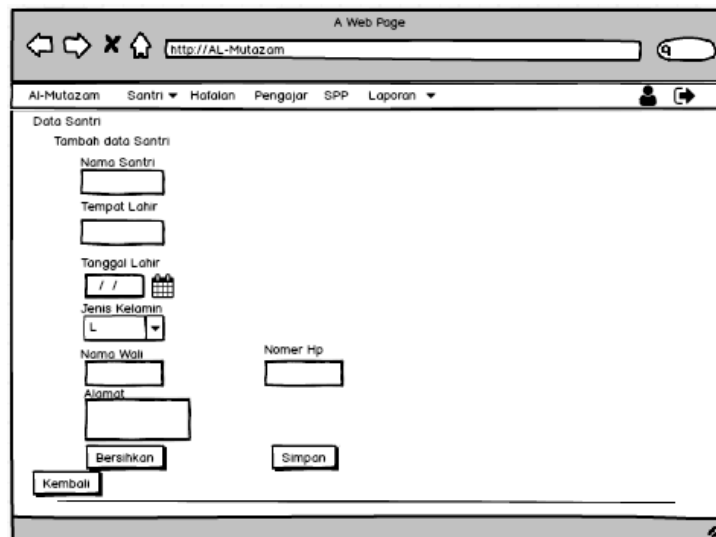 A Web Page
http://AL-Mutazam
Al-Mutazam Santri Hafalan Pengajar SPP Laporan
Data Santri
Tambah data Santri
Nama Santri
Tempat Lahir
Tanggal Lahir
/ /
Jenis Kelamin
L
Nama Wali Nomer Hp
Alamat
Bersihkan Simpan
Kembali